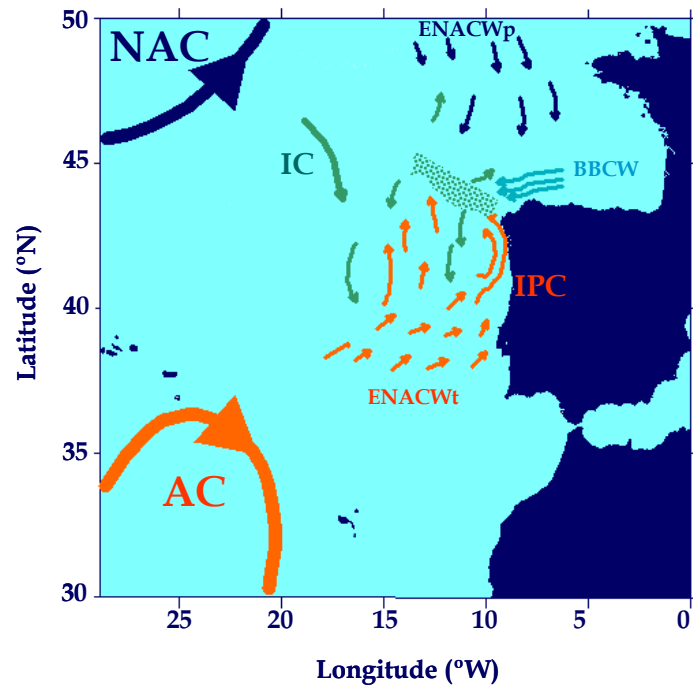 50
ENACWp
NAC
45
IC
BBCW
IPC
Latitude (ºN)
40
ENACWt
35
AC
30
25
20
15
10
5
0
Longitude (ºW)